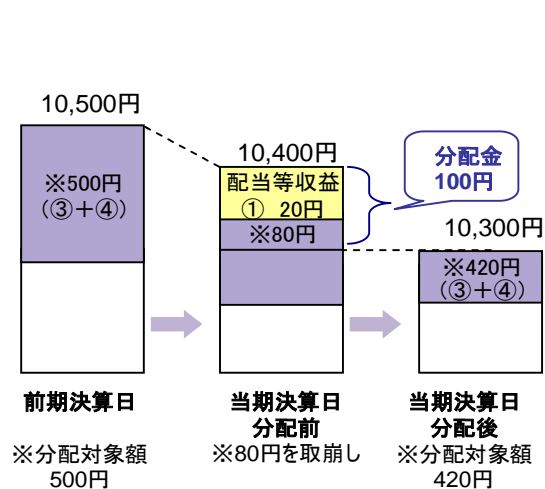 10,500円
※500円
(③+④)
10,400円
配当等収益
① 20円
※80円
分配金
100円
10,300円
※420円
(③+④)
前期決算日
※分配対象額
500円
当期決算日
分配前
※80円を取崩し
当期決算日
分配後
※分配対象額
420円